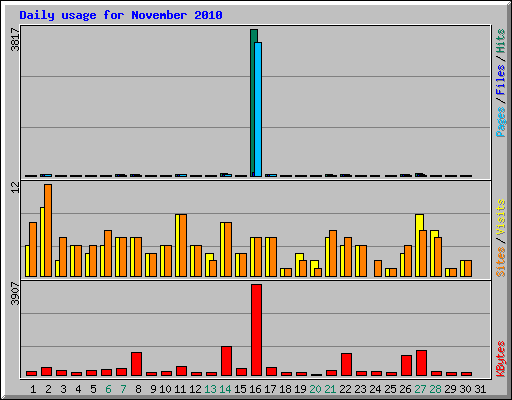 Daily usage for November 2010
3817
Pages / Files / Hits
12
Sites / Visits
3907
KBytes
1 2 3 4 5 6 7 8 9 10 11 12 13 14 15 16 17 18 19 20 21 22 23 24 25 26 27 28 29 30 31